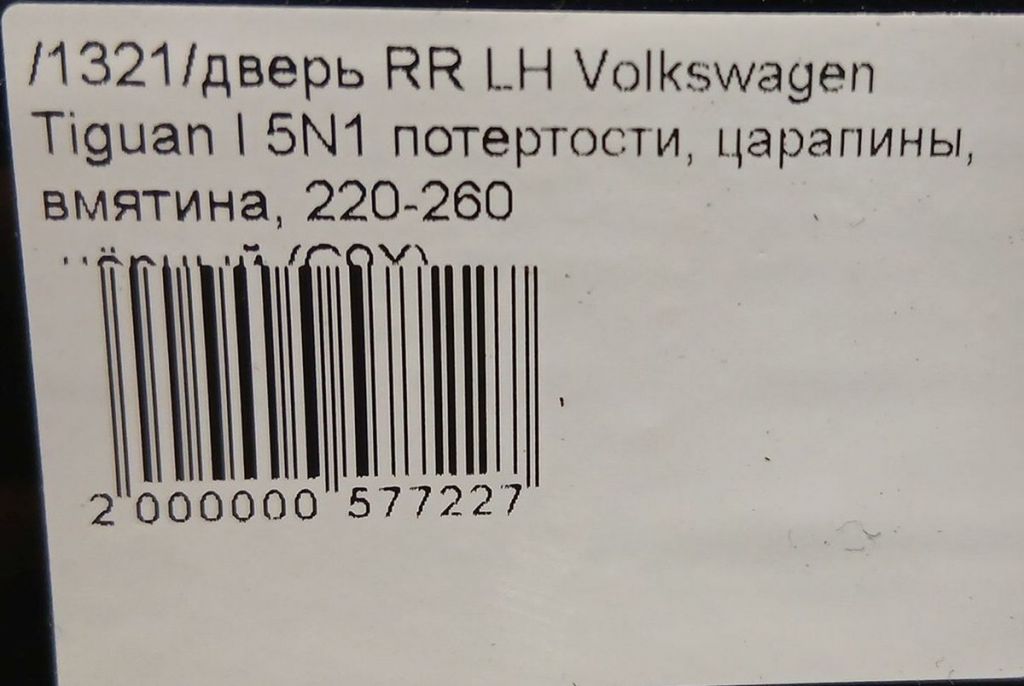 /1321/дверь RR LH Volkswagen
Tiguan I 5N1 потертости, царапины,
вмятина, 220-260
2 000000 577227